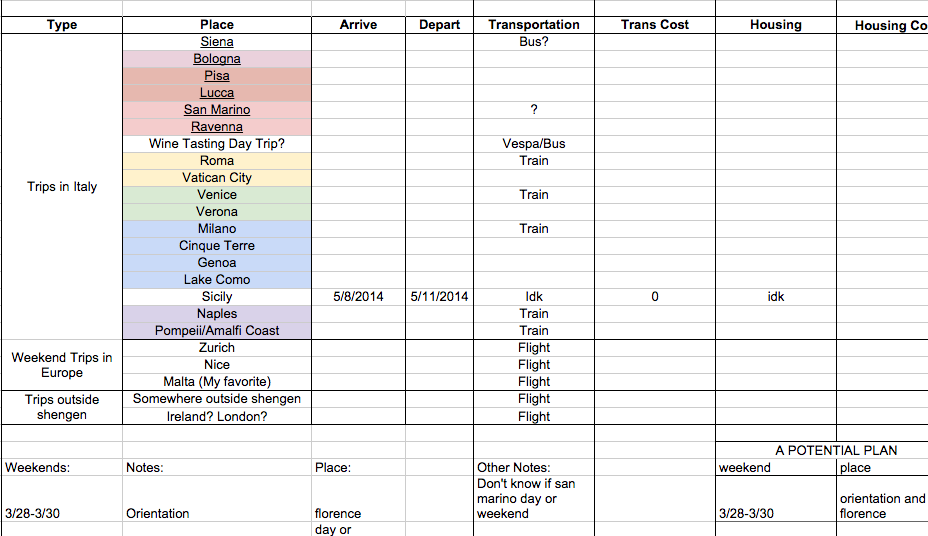 Type Place Arrive Depart Transportation Trans Cost Housing Housing Co
Siena Bus?
Bologna
Pisa
Lucca
San Marino ?
Ravenna
Wine Tasting Day Trip? Vespa/Bus
Roma Train
Vatican City
Trips in Italy
Venice Train
Verona
Milano Train
Cinque Terre
Genoa
Lake Como
Sicily 5/8/2014 5/11/2014 Idk 0 idk
Naples Train
Pompeii/Amalfi Coast Train
Weekend Trips in
Europe
Zurich Flight
Nice Flight
Malta (My favorite) Flight
Trips outside
shengen
Somewhere outside shengen Flight
Ireland? London? Flight
A POTENTIAL PLAN
Weekends: Notes: Place: Other Notes: weekend place
Don't know if san
marino day or
weekend
3/28-3/30 Orientation florence 3/28-3/30
orientation and
florence
day or